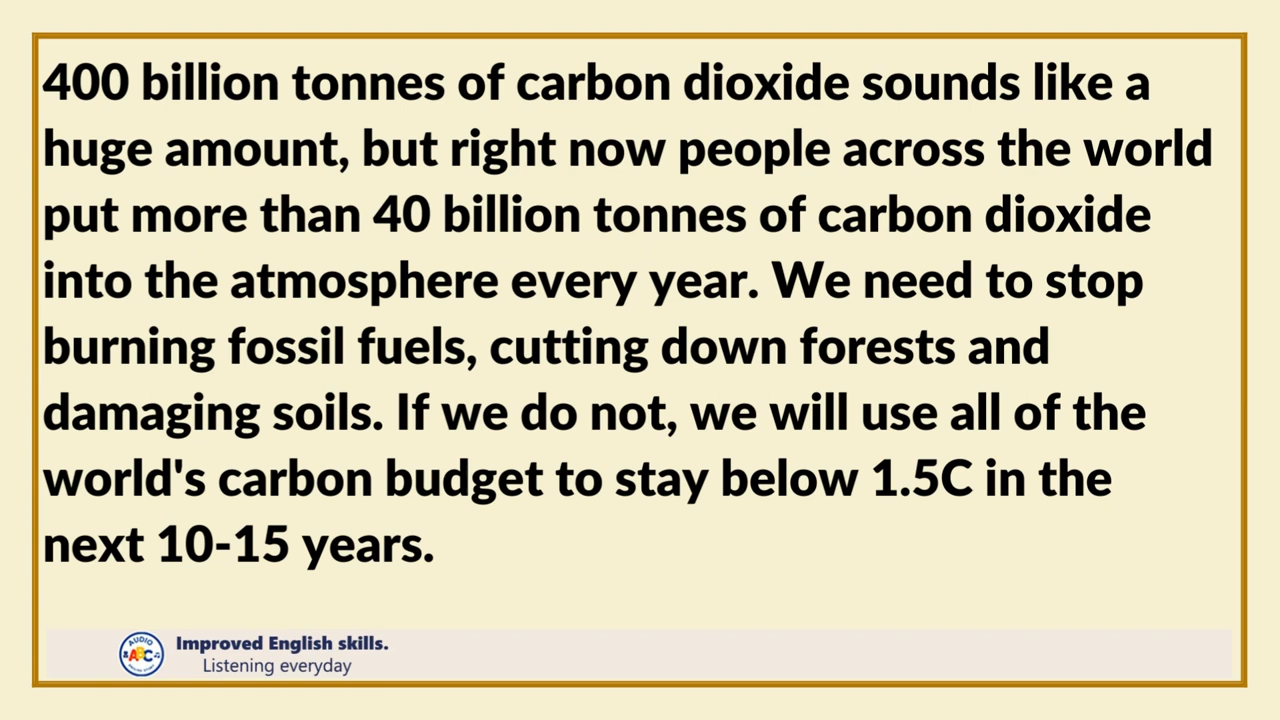 400 billion tonnes of carbon dioxide sounds like a
huge amount, but right now people across the world
put more than 40 billion tonnes of carbon dioxide
into the atmosphere every year. We need to stop
burning fossil fuels, cutting down forests and
damaging soils. If we do not, we will use all of the
world's carbon budget to stay below 1.5C in the
next 10-15 years.
AUDIO
ABC
Improved English skills.
Listening everyday